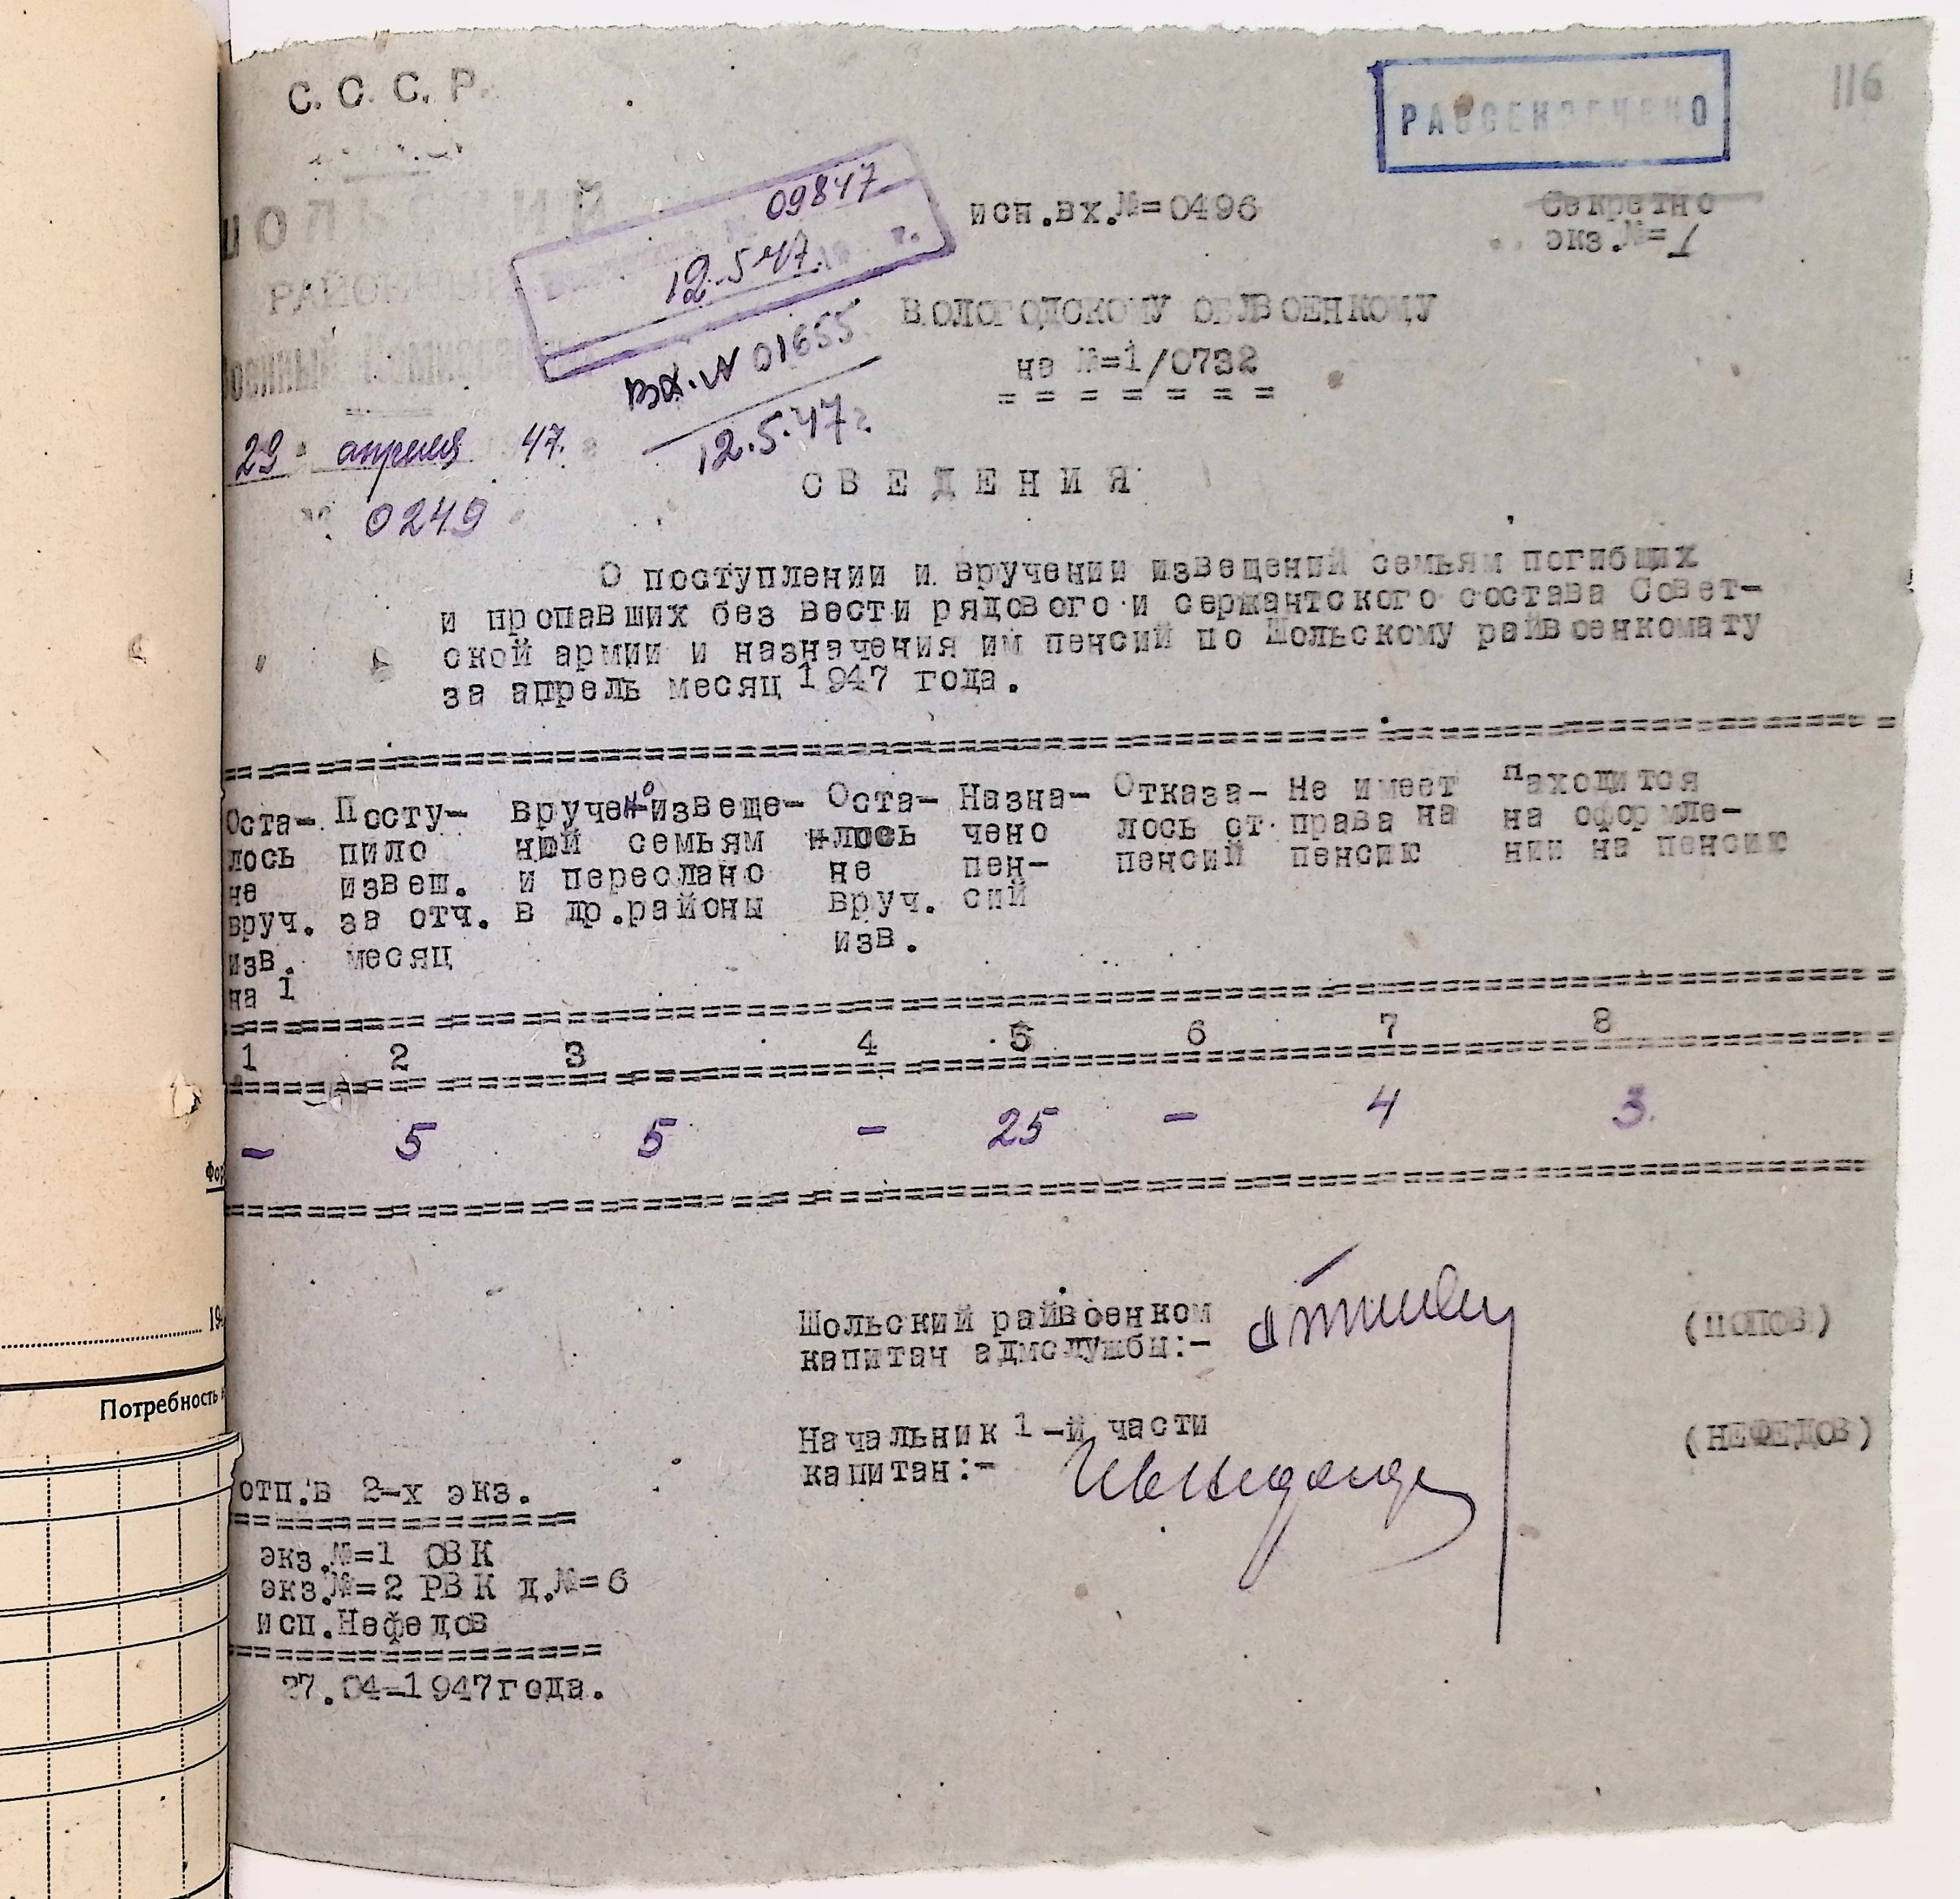 С. С. С. Р.
116
РАССЕКРЕЧЕНО
ШОЛЬСКИЙ
РАЙОННЫЙ
Военный Комиссариат
09847
12.5.47. г.
Вх. N 01655
12.5.47г.
29 апреля 47. г
№ 0249
исп.вх.№=0496
Секретно
экз.№=1
ВОЛОГОДСКОМУ ОБЛВОЕНКОМУ
не №=1/0732
= = = = = = =
СВЕДЕНИЯ
О поступлении и вручении извещений семьям погибших
и пропавших без вести рядового и сержантского состава Совет-
ской армии и назначения им пенсий по Шольскому райвоенкомату
за апрель месяц 1947 года.
Оста-
лось
не
вруч.
изв.
на 1
Посту-
пило
извещ.
за отч.
месяц
вручено извеще-
ний семьям
и переслано
в др.районы
Оста-
лось
не
вруч.
изв.
Назна-
чено
пен-
сий
Отказа-
лось от
пенсий
Не имеет
права на
пенсию
находится
на оформле-
нии на пенсию
1 2 3 4 5 6 7 8
– 5 5 – 25 – 4 3.
Шольский райвоенком
капитан адмслужбы:- (ПОПОВ)
Начальник 1-й части
капитан:- (НЕФЕДОВ)
отп.в 2-х экз.
экз.№=1 ОВК
экз.№=2 РВК д.№=6
исп.Нефедов
27.04-1947года.
Фор
194
Потребность